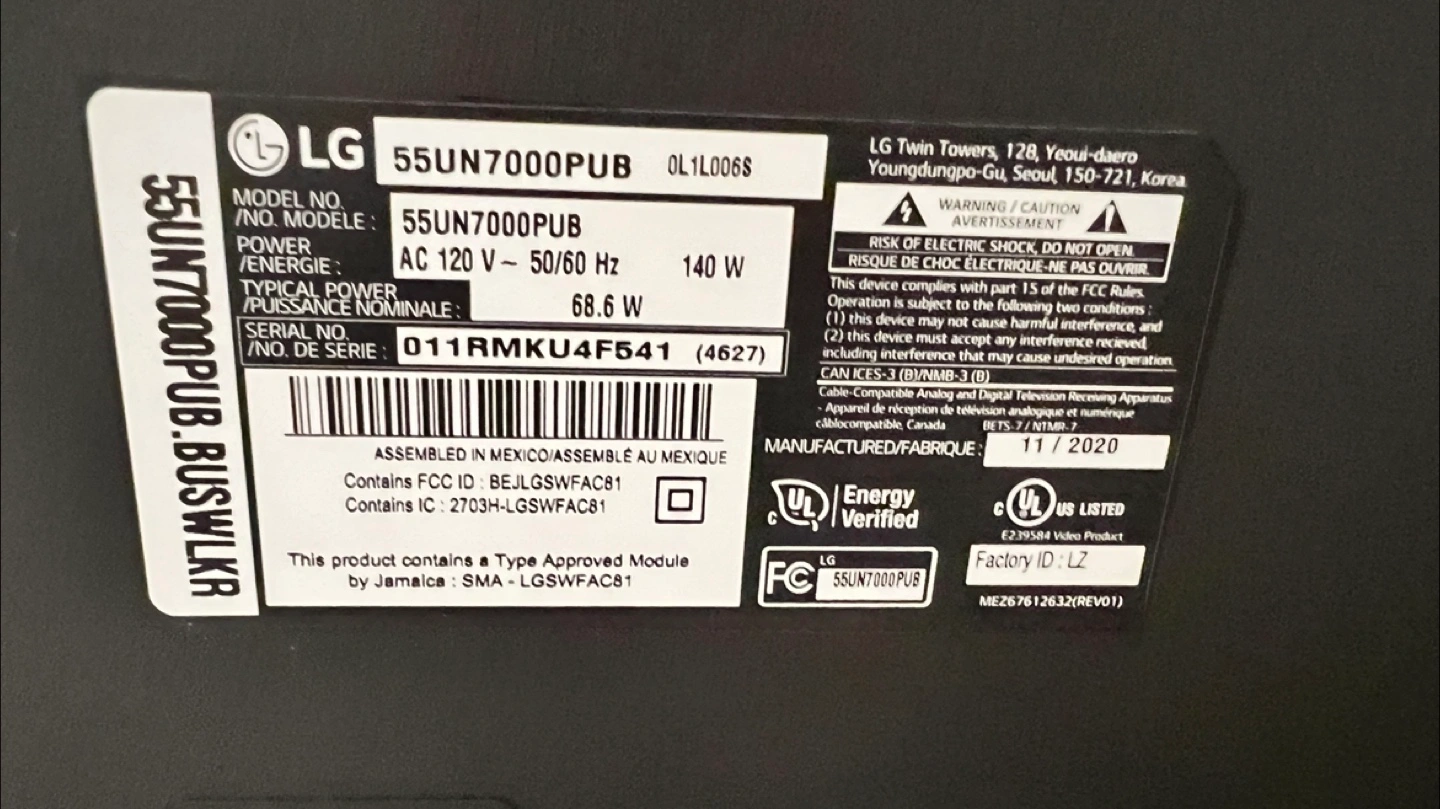 55UN7000PUB.BUSWLKR
LG
55UN7000PUB 0L1L006S
MODEL NO.
/NO. MODÈLE : 55UN7000PUB
POWER
/ENERGIE : AC 120 V ~ 50/60 Hz 140 W
TYPICAL POWER
/PUISSANCE NOMINALE : 68.6 W
SERIAL NO.
/NO. DE SÉRIE : 011RMKU4F541 (4627)
ASSEMBLED IN MEXICO/ASSEMBLÉ AU MEXIQUE
Contains FCC ID : BEJLGSWFAC81
Contains IC : 2703H-LGSWFAC81
This product contains a Type Approved Module
by Jamaica : SMA - LGSWFAC81
LG Twin Towers, 128, Yeoui-daero
Youngdungpo-Gu, Seoul, 150-721, Korea
WARNING / CAUTION
AVERTISSEMENT
RISK OF ELECTRIC SHOCK, DO NOT OPEN.
RISQUE DE CHOC ÉLECTRIQUE-NE PAS OUVRIR.
This device complies with part 15 of the FCC Rules.
Operation is subject to the following two conditions :
(1) this device may not cause harmful interference, and
(2) this device must accept any interference recieved,
including interference that may cause undesired operation.
CAN ICES-3 (B)/NMB-3 (B)
Cable-Compatible Analog and Digital Television Receiving Apparatus
- Appareil de réception de télévision analogique et numérique
câblocompatible, Canada BETS-7 / NTMR-7
MANUFACTURED/FABRIQUÉ : 11 / 2020
c UL Energy
Verified
c UL US LISTED
E239584 Video Product
FC LG
55UN7000PUB
Factory ID : LZ
MEZ67612632(REV01)